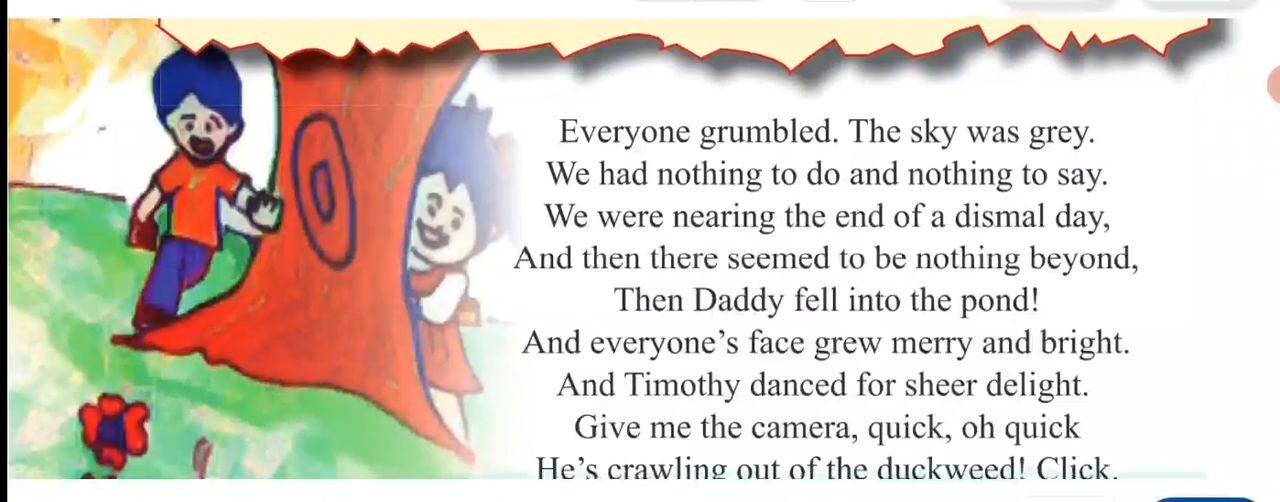 Everyone grumbled. The sky was grey.
We had nothing to do and nothing to say.
We were nearing the end of a dismal day,
And then there seemed to be nothing beyond,
Then Daddy fell into the pond!
And everyone’s face grew merry and bright.
And Timothy danced for sheer delight.
Give me the camera, quick, oh quick
He’s crawling out of the duckweed! Click.